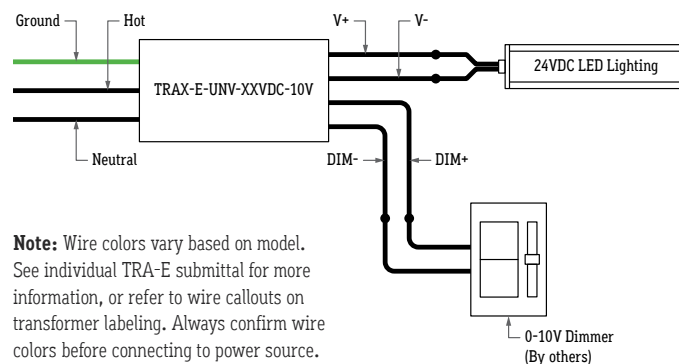 Ground
Hot
V+
V-
TRAX-E-UNV-XXVDC-10V
24VDC LED Lighting
Neutral
DIM-
DIM+
Note: Wire colors vary based on model.
See individual TRA-E submittal for more
information, or refer to wire callouts on
transformer labeling. Always confirm wire
colors before connecting to power source.
0-10V Dimmer
(By others)